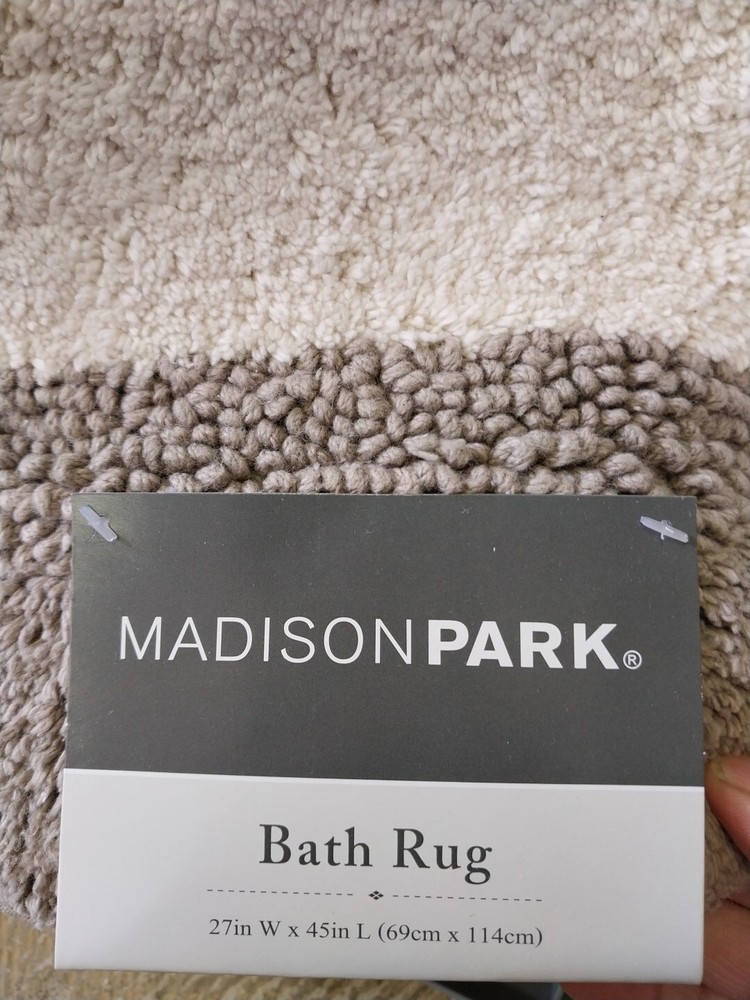 MADISONPARK®
Bath Rug
27in W x 45in L (69cm x 114cm)